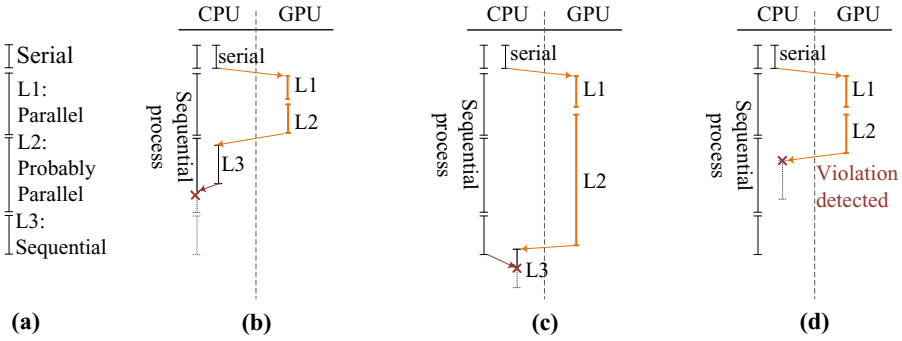 CPU GPU
CPU GPU
CPU GPU
Serial
L1:
Parallel
L2:
Probably
Parallel
L3:
Sequential
(a)
serial
L1
L2
L3
Sequential
process
(b)
serial
L1
L2
L3
Sequential
process
(c)
serial
L1
L2
Sequential
process
Violation
detected
(d)